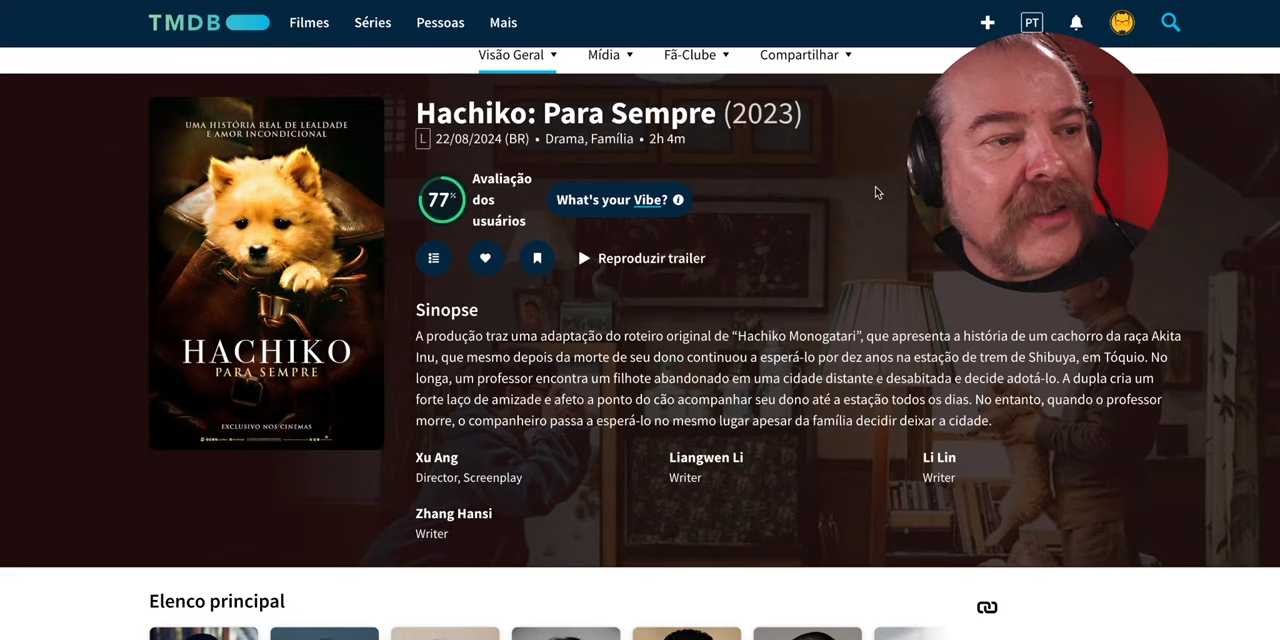 TMDB
Filmes
Séries
Pessoas
Mais
PT
Visão Geral
Mídia
Fã-Clube
Compartilhar
UMA HISTÓRIA REAL DE LEALDADE
E AMOR INCONDICIONAL
HACHIKO
PARA SEMPRE
EXCLUSIVO NOS CINEMAS
Hachiko: Para Sempre (2023)
L 22/08/2024 (BR) • Drama, Família • 2h 4m
77%
Avaliação
dos
usuários
What's your Vibe?
Reproduzir trailer
Sinopse
A produção traz uma adaptação do roteiro original de “Hachiko Monogatari”, que apresenta a história de um cachorro da raça Akita
Inu, que mesmo depois da morte de seu dono continuou a esperá-lo por dez anos na estação de trem de Shibuya, em Tóquio. No
longa, um professor encontra um filhote abandonado em uma cidade distante e desabitada e decide adotá-lo. A dupla cria um
forte laço de amizade e afeto a ponto do cão acompanhar seu dono até a estação todos os dias. No entanto, quando o professor
morre, o companheiro passa a esperá-lo no mesmo lugar apesar da família decidir deixar a cidade.
Xu Ang
Director, Screenplay
Liangwen Li
Writer
Li Lin
Writer
Zhang Hansi
Writer
Elenco principal